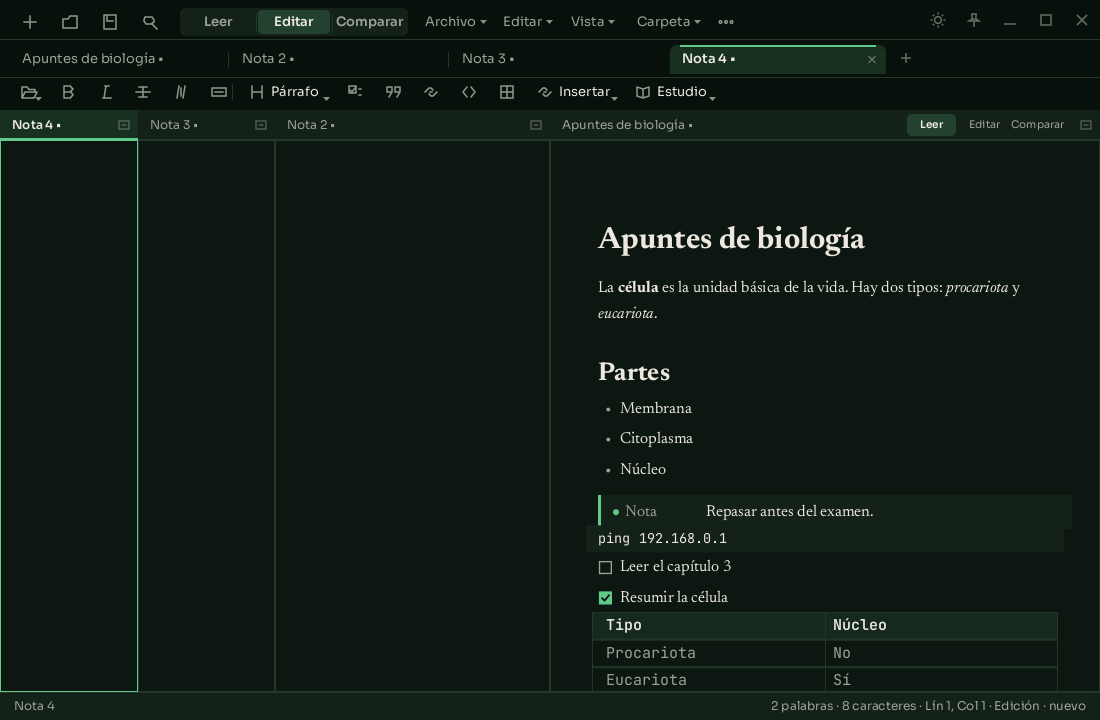 Leer Editar Comparar Archivo Editar Vista Carpeta
Apuntes de biología • Nota 2 • Nota 3 • Nota 4 •
Párrafo Insertar Estudio
Nota 4 • Nota 3 • Nota 2 • Apuntes de biología • Leer Editar Comparar
Apuntes de biología
La célula es la unidad básica de la vida. Hay dos tipos: procariota y
eucariota.
Partes
• Membrana
• Citoplasma
• Núcleo
• Nota Repasar antes del examen.
ping 192.168.0.1
Leer el capítulo 3
Resumir la célula
Tipo Núcleo
Procariota No
Eucariota Sí
Nota 4 2 palabras · 8 caracteres · Lín 1, Col 1 · Edición · nuevo